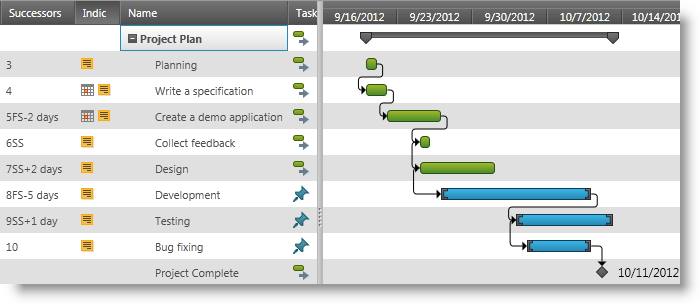 Successors Indic Name Task 9/16/2012 9/23/2012 9/30/2012 10/7/2012 10/14/2012
Project Plan
3 Planning
4 Write a specification
5FS-2 days Create a demo application
6SS Collect feedback
7SS+2 days Design
8FS-5 days Development
9SS+1 day Testing
10 Bug fixing
Project Complete 10/11/2012